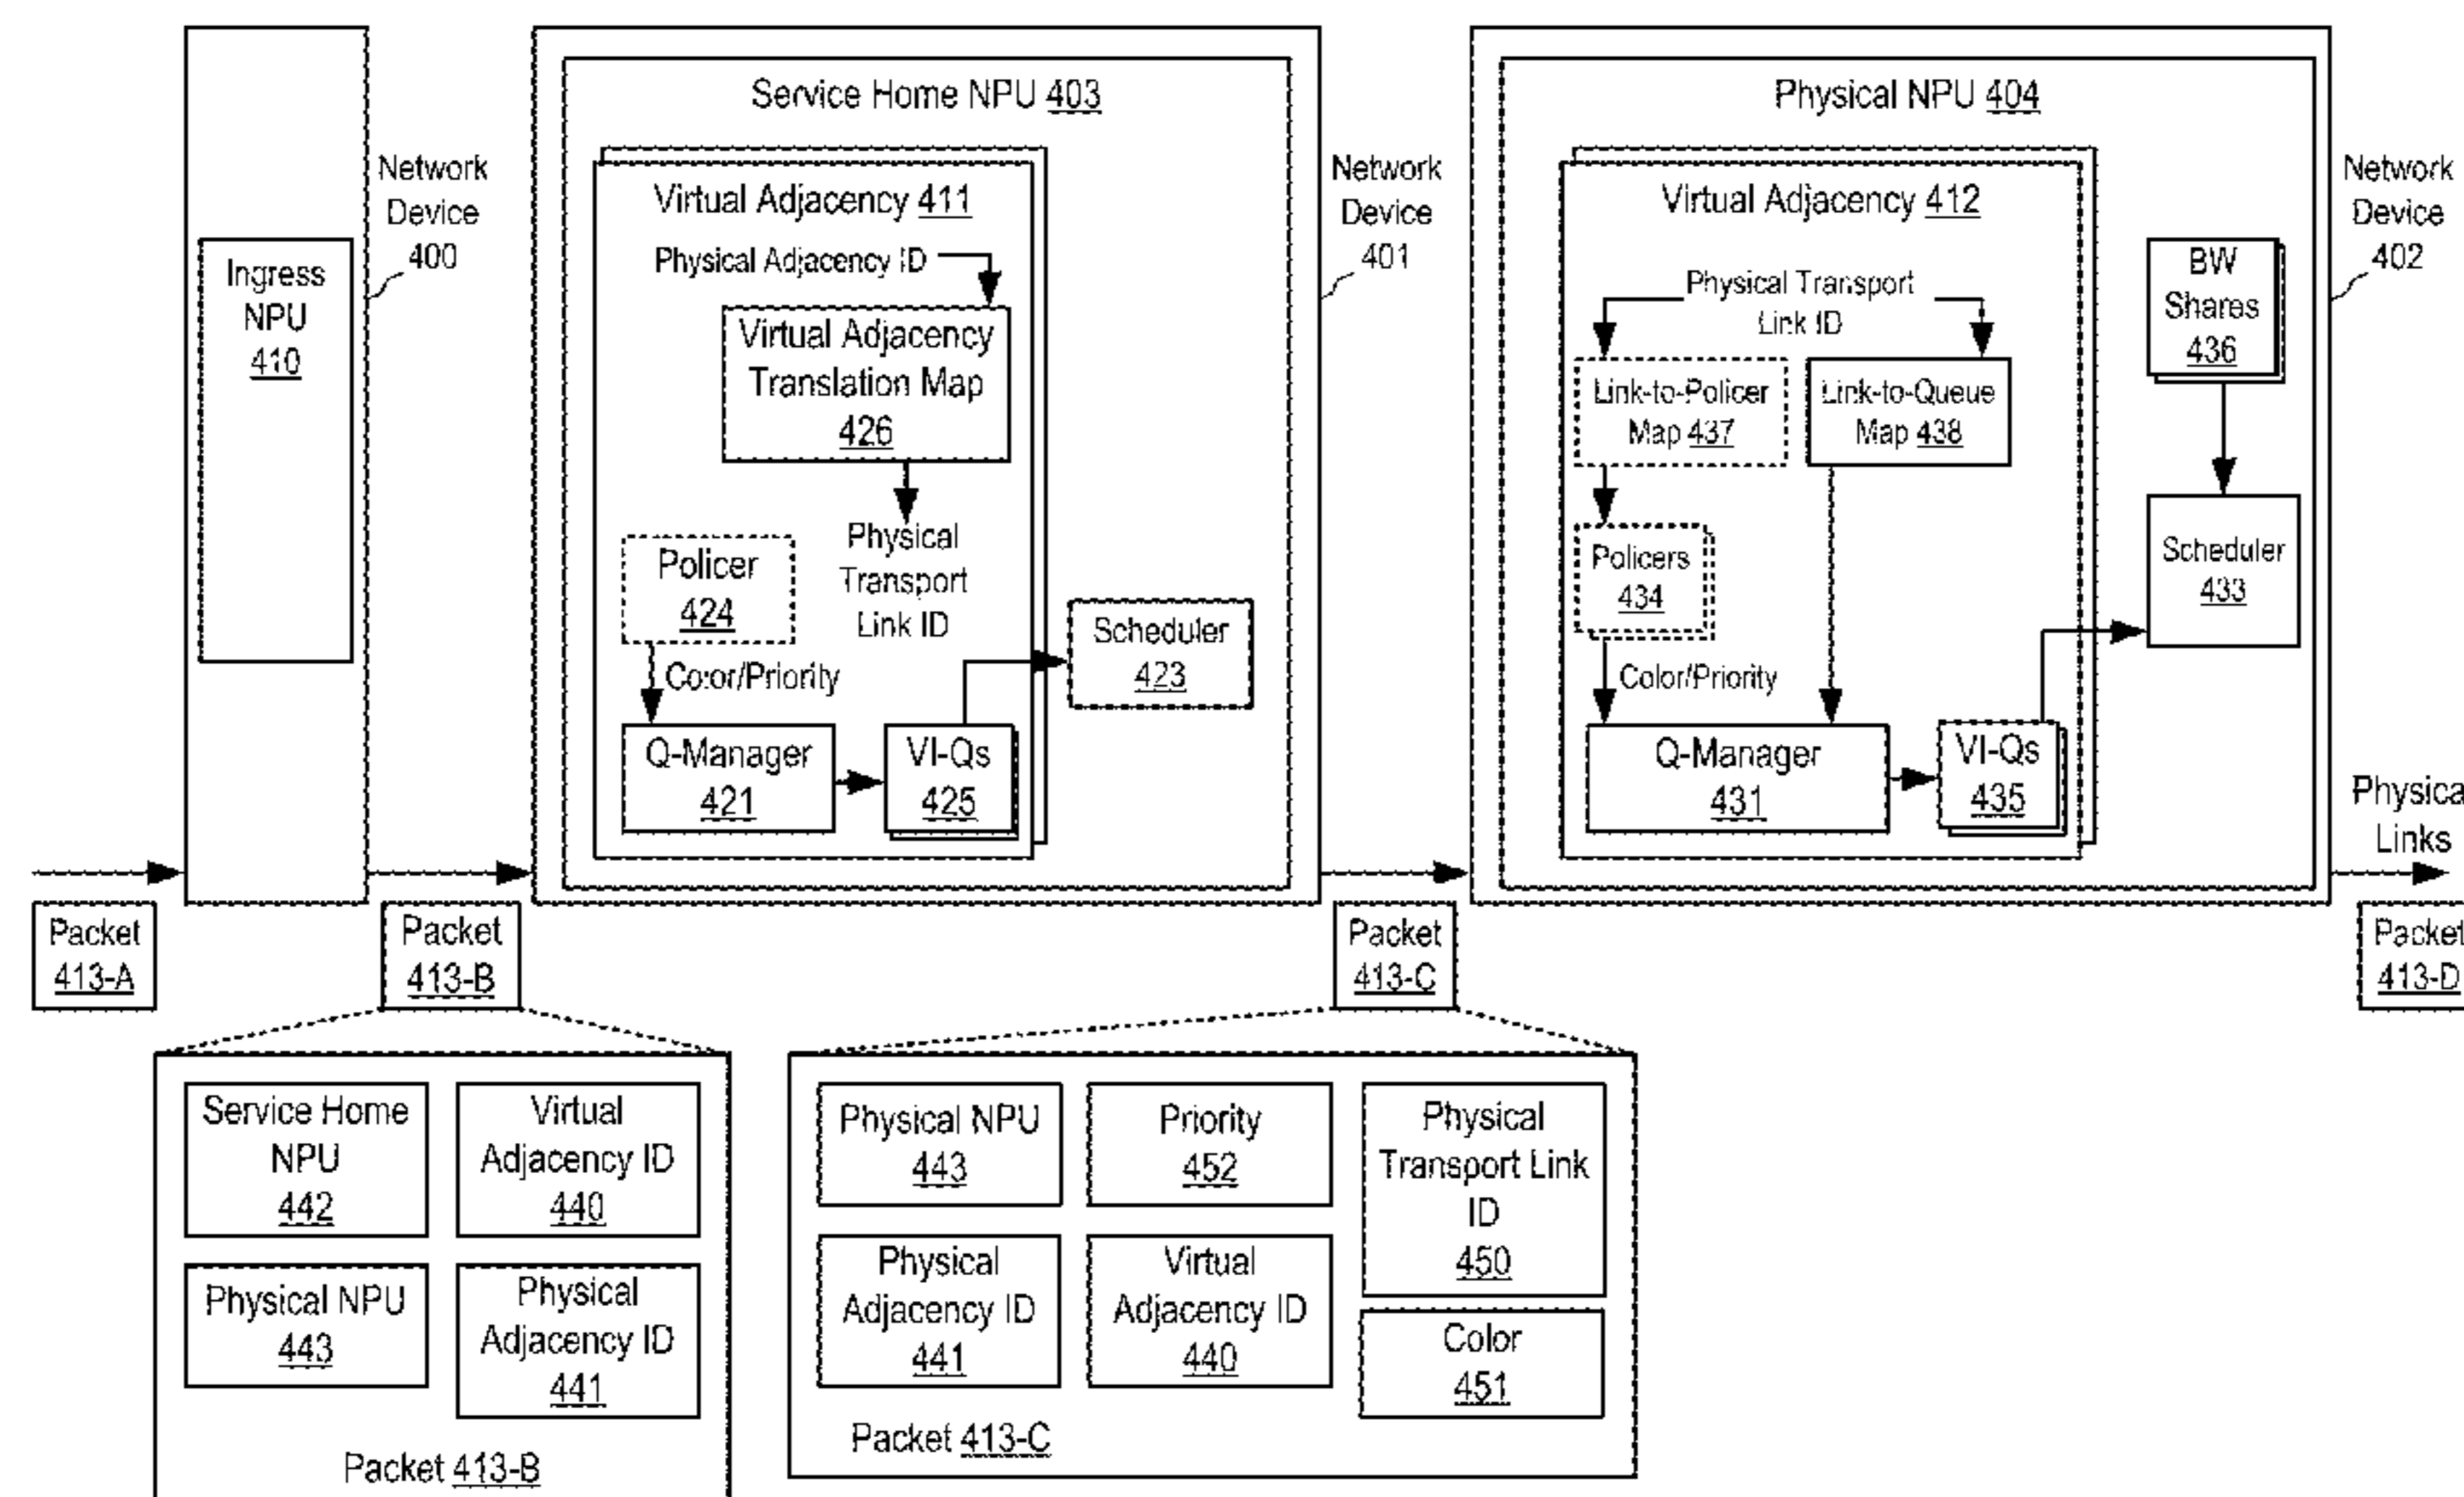 Ingress
NPU
410
Network
Device
400
Service Home NPU 403
Virtual Adjacency 411
Physical Adjacency ID
Virtual Adjacency
Translation Map
426
Physical
Transport
Link ID
Policer
424
Color/Priority
Q-Manager
421
VI-Qs
425
Scheduler
423
Network
Device
401
Physical NPU 404
Virtual Adjacency 412
Physical Transport
Link ID
Link-to-Policer
Map 437
Link-to-Queue
Map 438
Policers
434
Color/Priority
Q-Manager
431
VI-Qs
435
BW
Shares
436
Scheduler
433
Network
Device
402
Physica
Links
Packet
413-A
Packet
413-B
Packet
413-C
Packet
413-D
Service Home
NPU
442
Virtual
Adjacency ID
440
Physical NPU
443
Physical
Adjacency ID
441
Packet 413-B
Physical NPU
443
Priority
452
Physical
Transport Link
ID
450
Physical
Adjacency ID
441
Virtual
Adjacency ID
440
Color
451
Packet 413-C